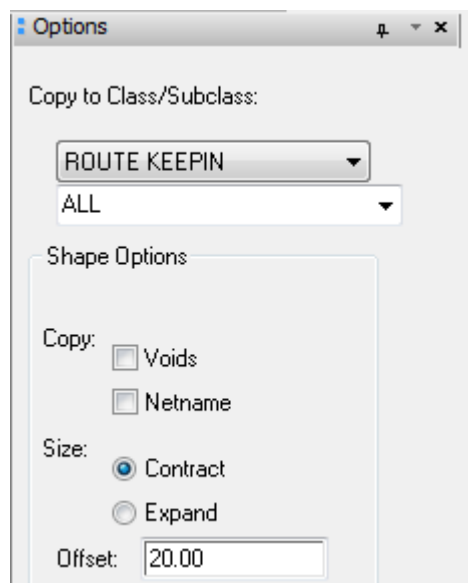 Options
Copy to Class/Subclass:
ROUTE KEEPIN
ALL
Shape Options
Copy:
Voids
Netname
Size:
Contract
Expand
Offset: 20.00